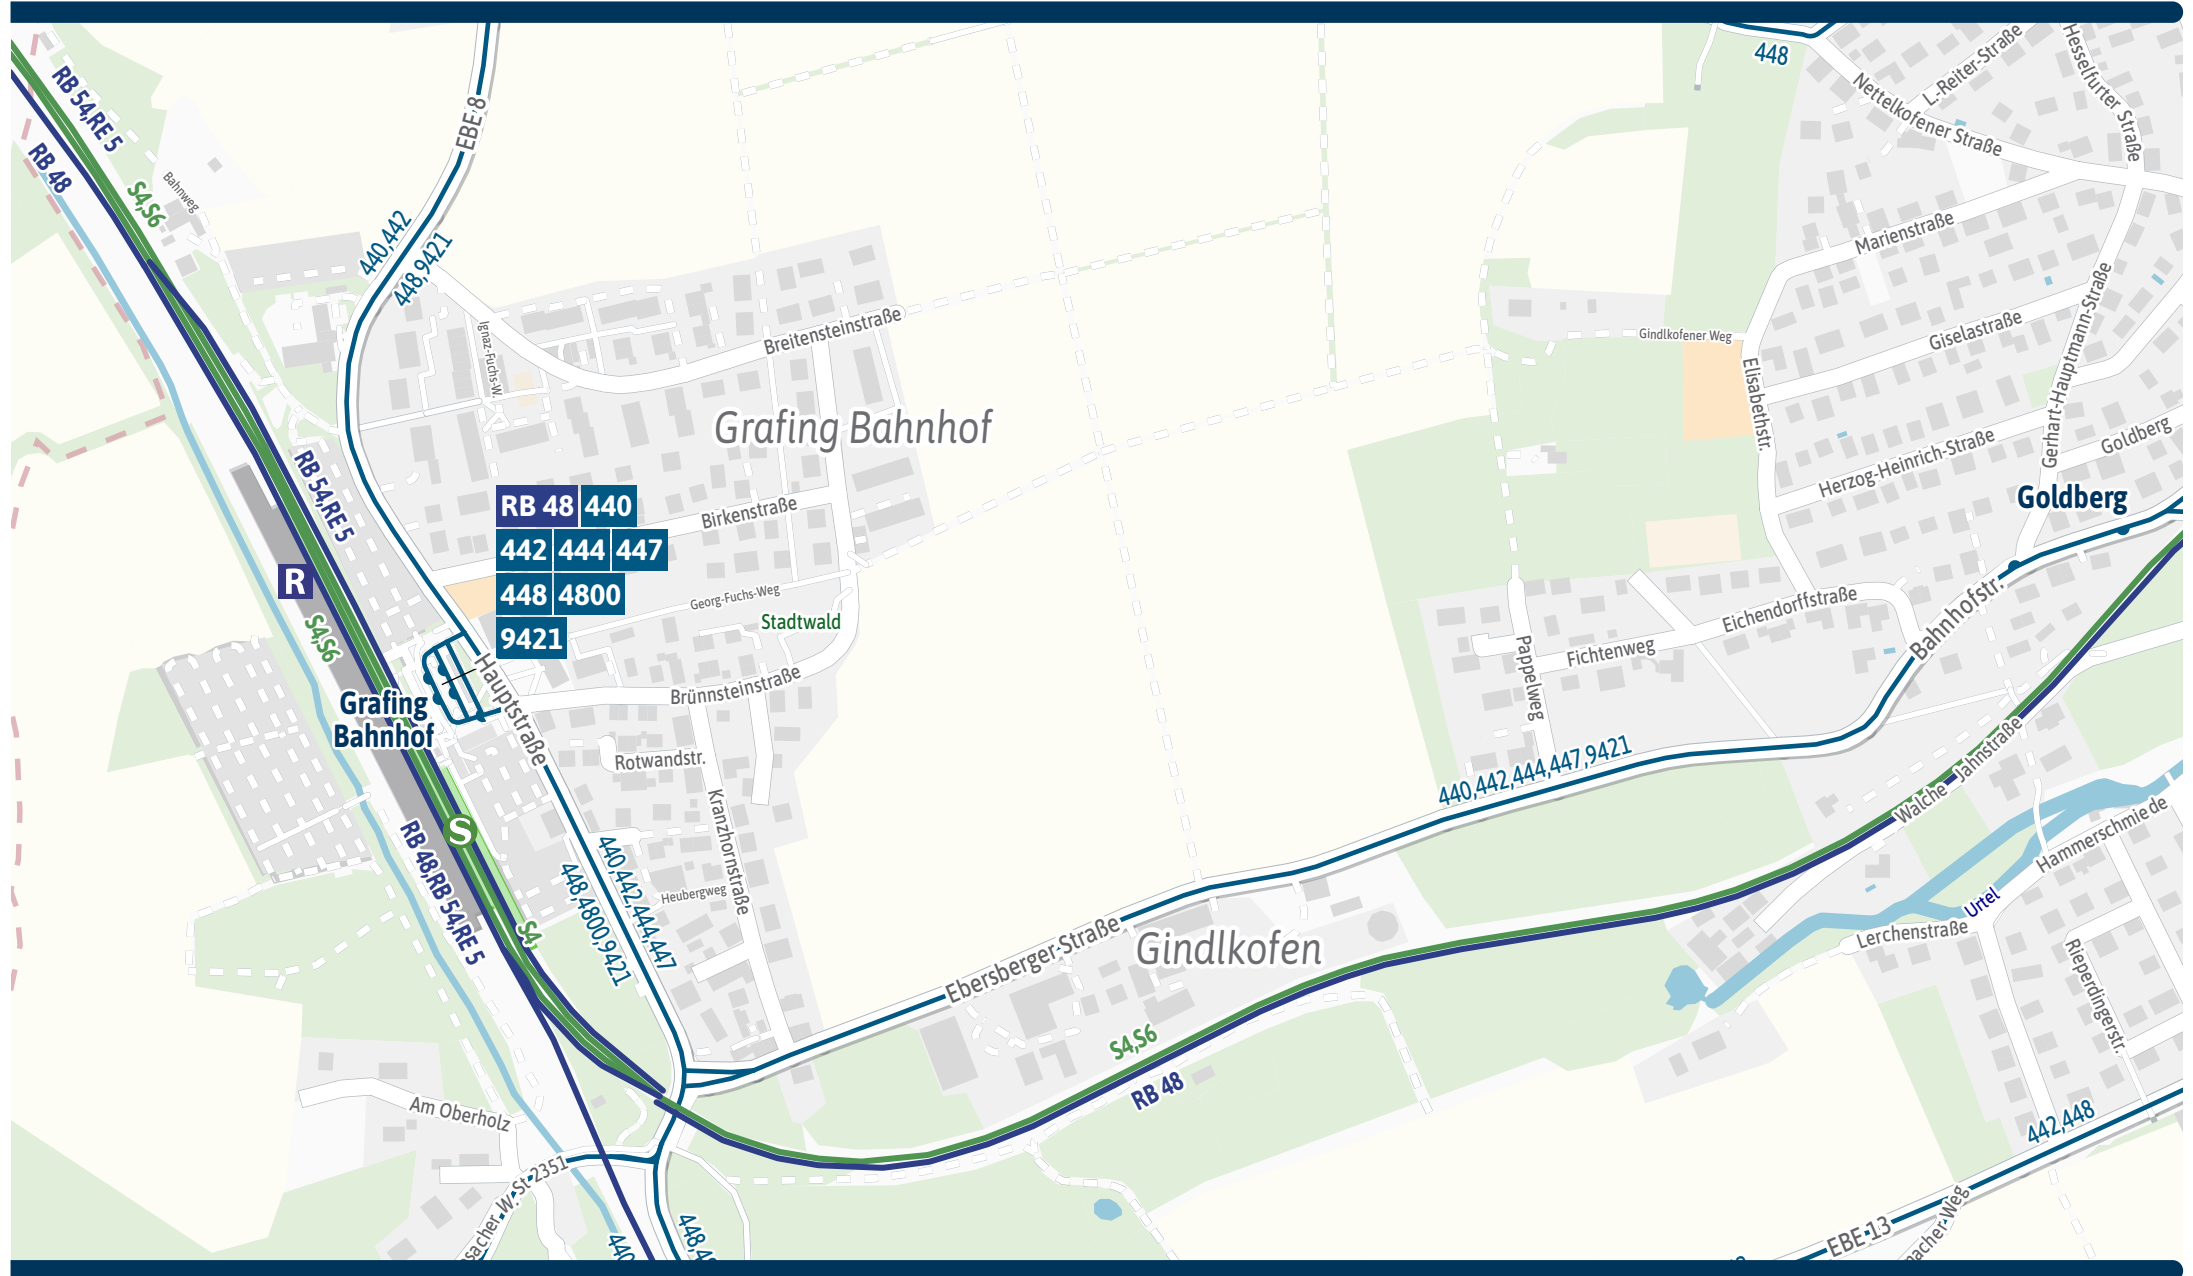 448
L.-Reiter-Straße
Hesselfurter Straße
Nettelkofener Straße
RB 54,RE 5
RB 48
S4,S6
Bahnweg
EBE 8
440,442
448,9421
Marienstraße
Ignaz-Fuchs-W.
Breitensteinstraße
Gindlkofener Weg
Giselastraße
Gerhart-Hauptmann-Straße
Elisabethstr.
Grafing Bahnhof
Herzog-Heinrich-Straße
Goldberg
Goldberg
RB 54,RE 5
RB 48 440
442 444 447
448 4800
9421
Birkenstraße
R
Georg-Fuchs-Weg
Stadtwald
S4,S6
Eichendorffstraße
Bahnhofstr.
Fichtenweg
Pappelweg
Hauptstraße
Brünnsteinstraße
Grafing
Bahnhof
Rotwandstr.
440,442,444,447,9421
Jahnstraße
Walche
Kranzhornstraße
Hammerschmiede
S
RB 48,RB 54,RE 5
440,442,444,447
448,4800,9421
Heubergweg
S4,
Urtel
Lerchenstraße
Ebersberger Straße
Gindlkofen
Rieperdingerstr.
S4,S6
RB 48
Am Oberholz
442,448
St 2351
EBE 13
440